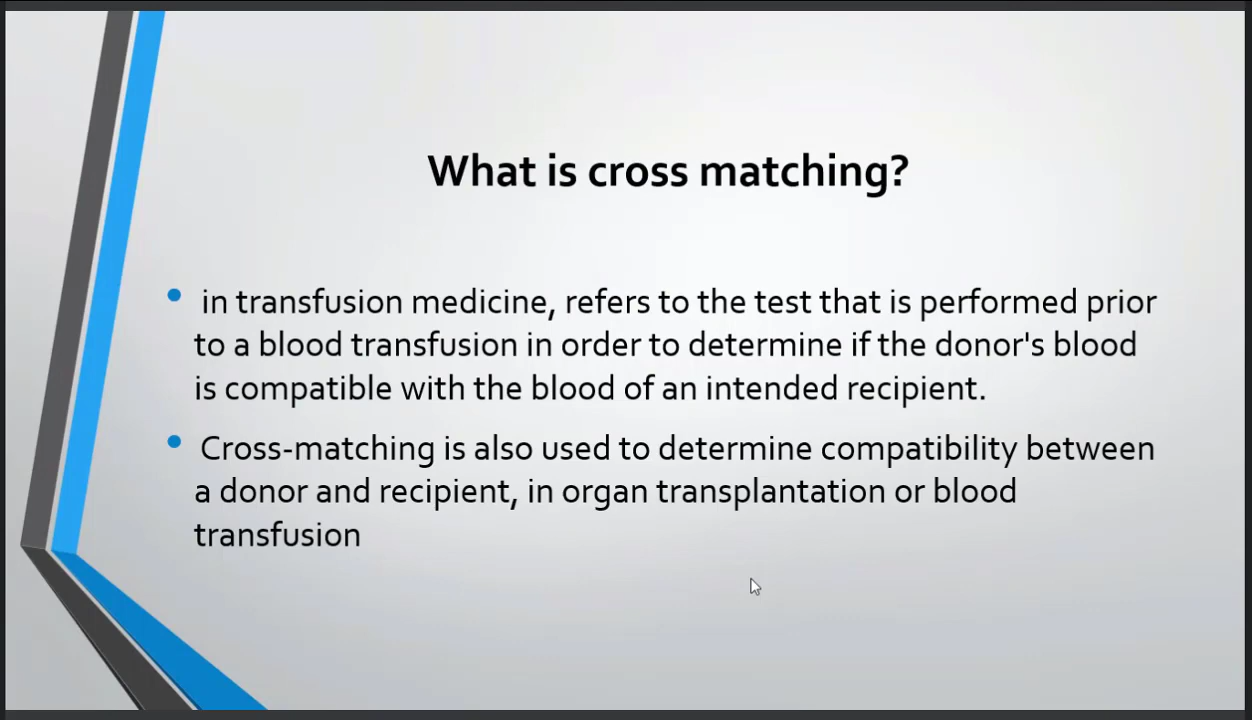 What is cross matching?
• in transfusion medicine, refers to the test that is performed prior
to a blood transfusion in order to determine if the donor's blood
is compatible with the blood of an intended recipient.
• Cross-matching is also used to determine compatibility between
a donor and recipient, in organ transplantation or blood
transfusion